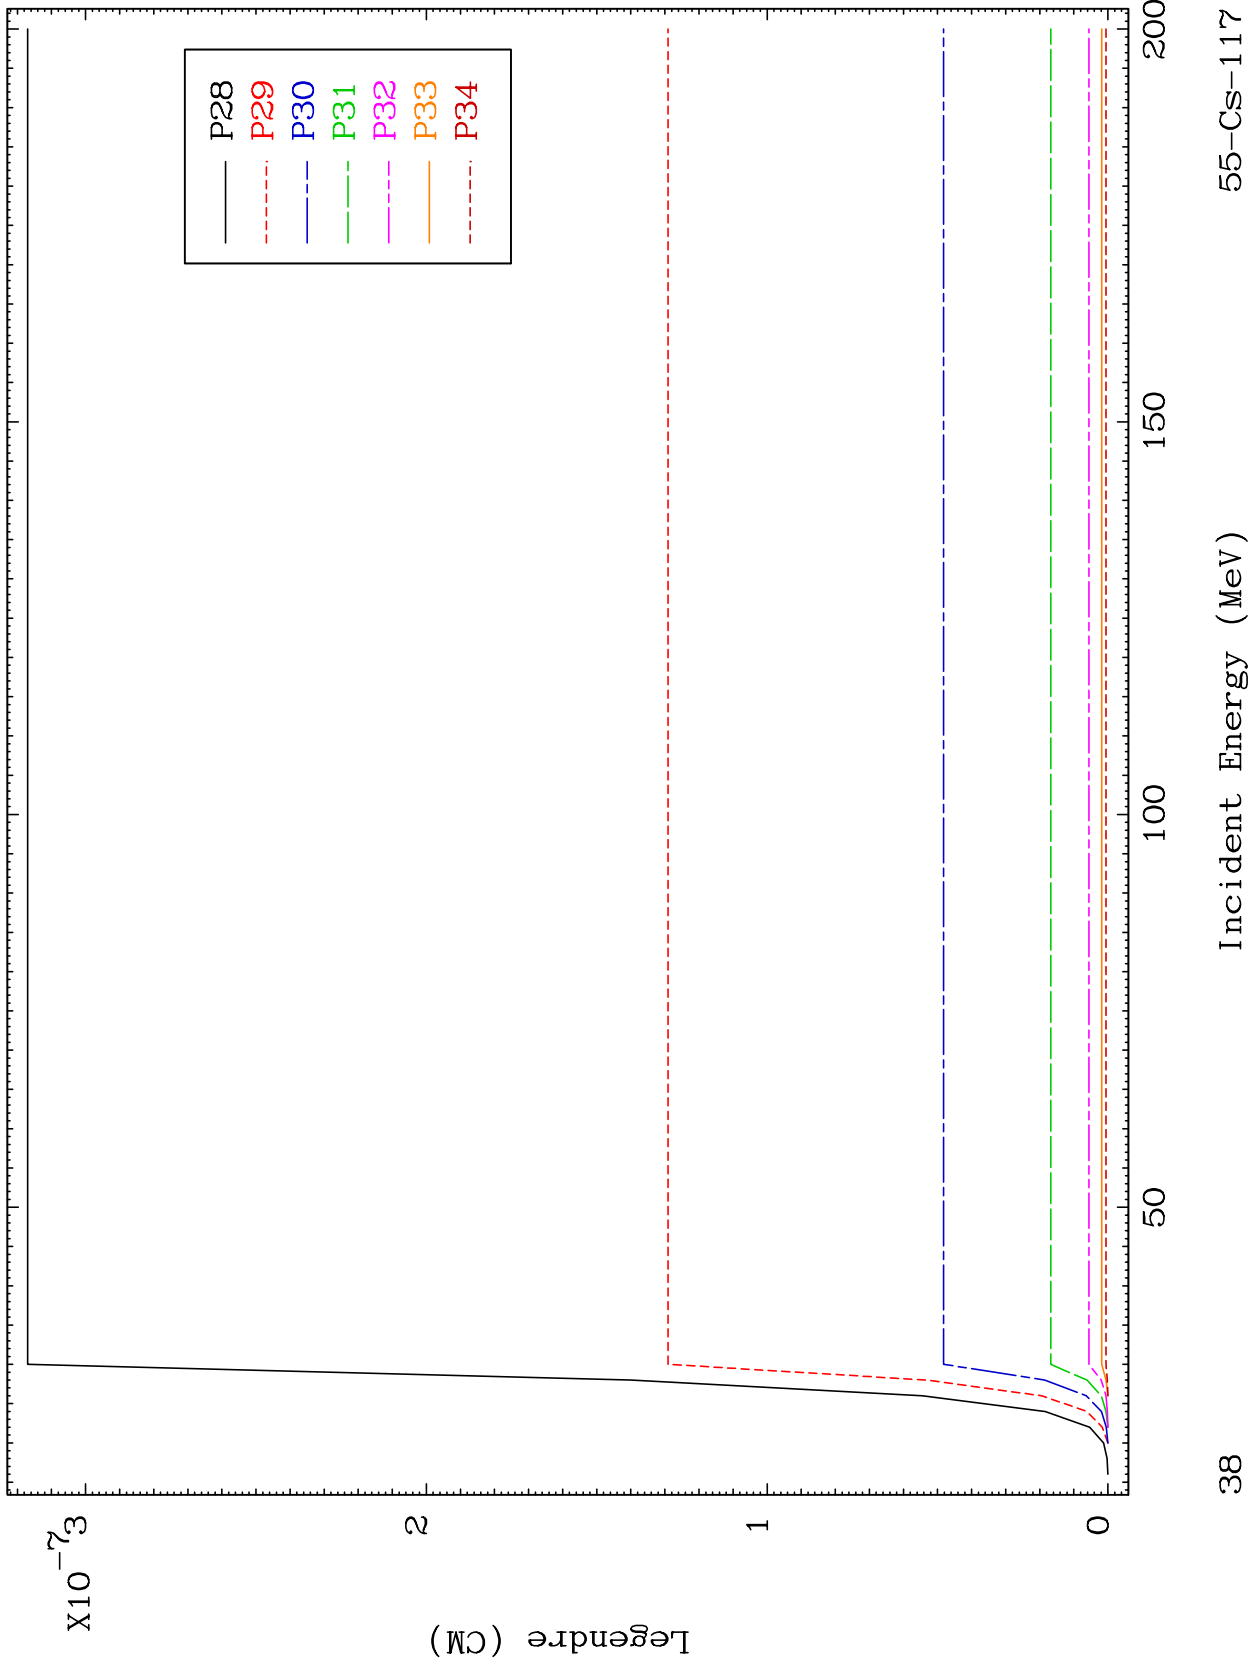 X10⁻⁷
3
2
1
0
Legendre (CM)
P28
P29
P30
P31
P32
P33
P34
50
100
150
200
Incident Energy (MeV)
38
55-Cs-117